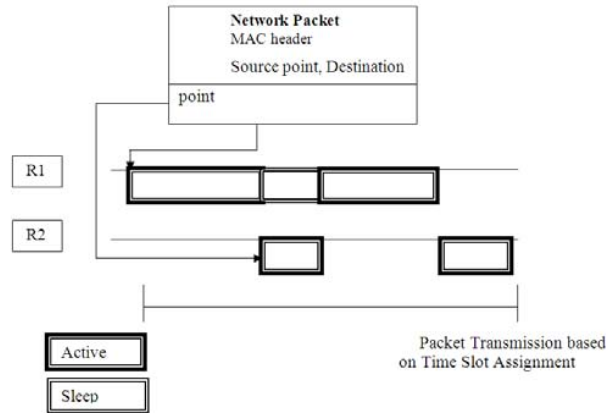 Network Packet
MAC header
Source point, Destination
point
R1
R2
Active
Sleep
Packet Transmission based
on Time Slot Assignment